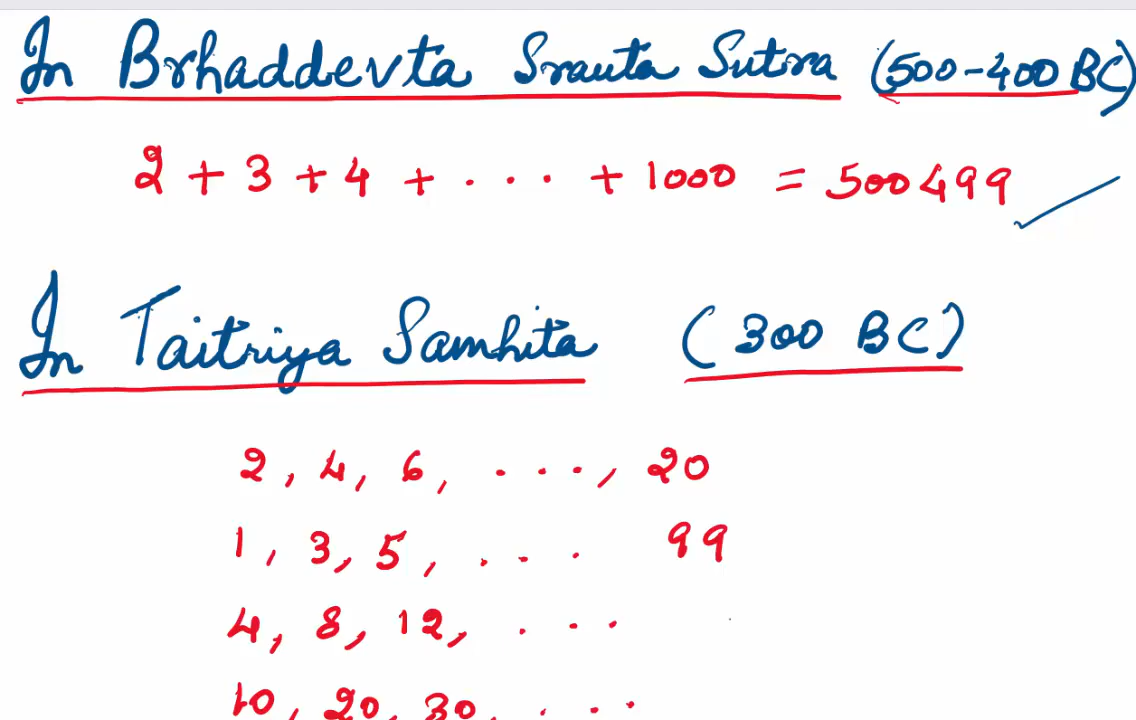 In Brhaddevta Srauta Sutra (500-400 BC)
2 + 3 + 4 + . . . + 1000 = 500499
In Taitriya Samhita (300 BC)
2, 4, 6, . . ., 20
1, 3, 5, . . . 99
4, 8, 12, . . .
10, 20, 30, . . .